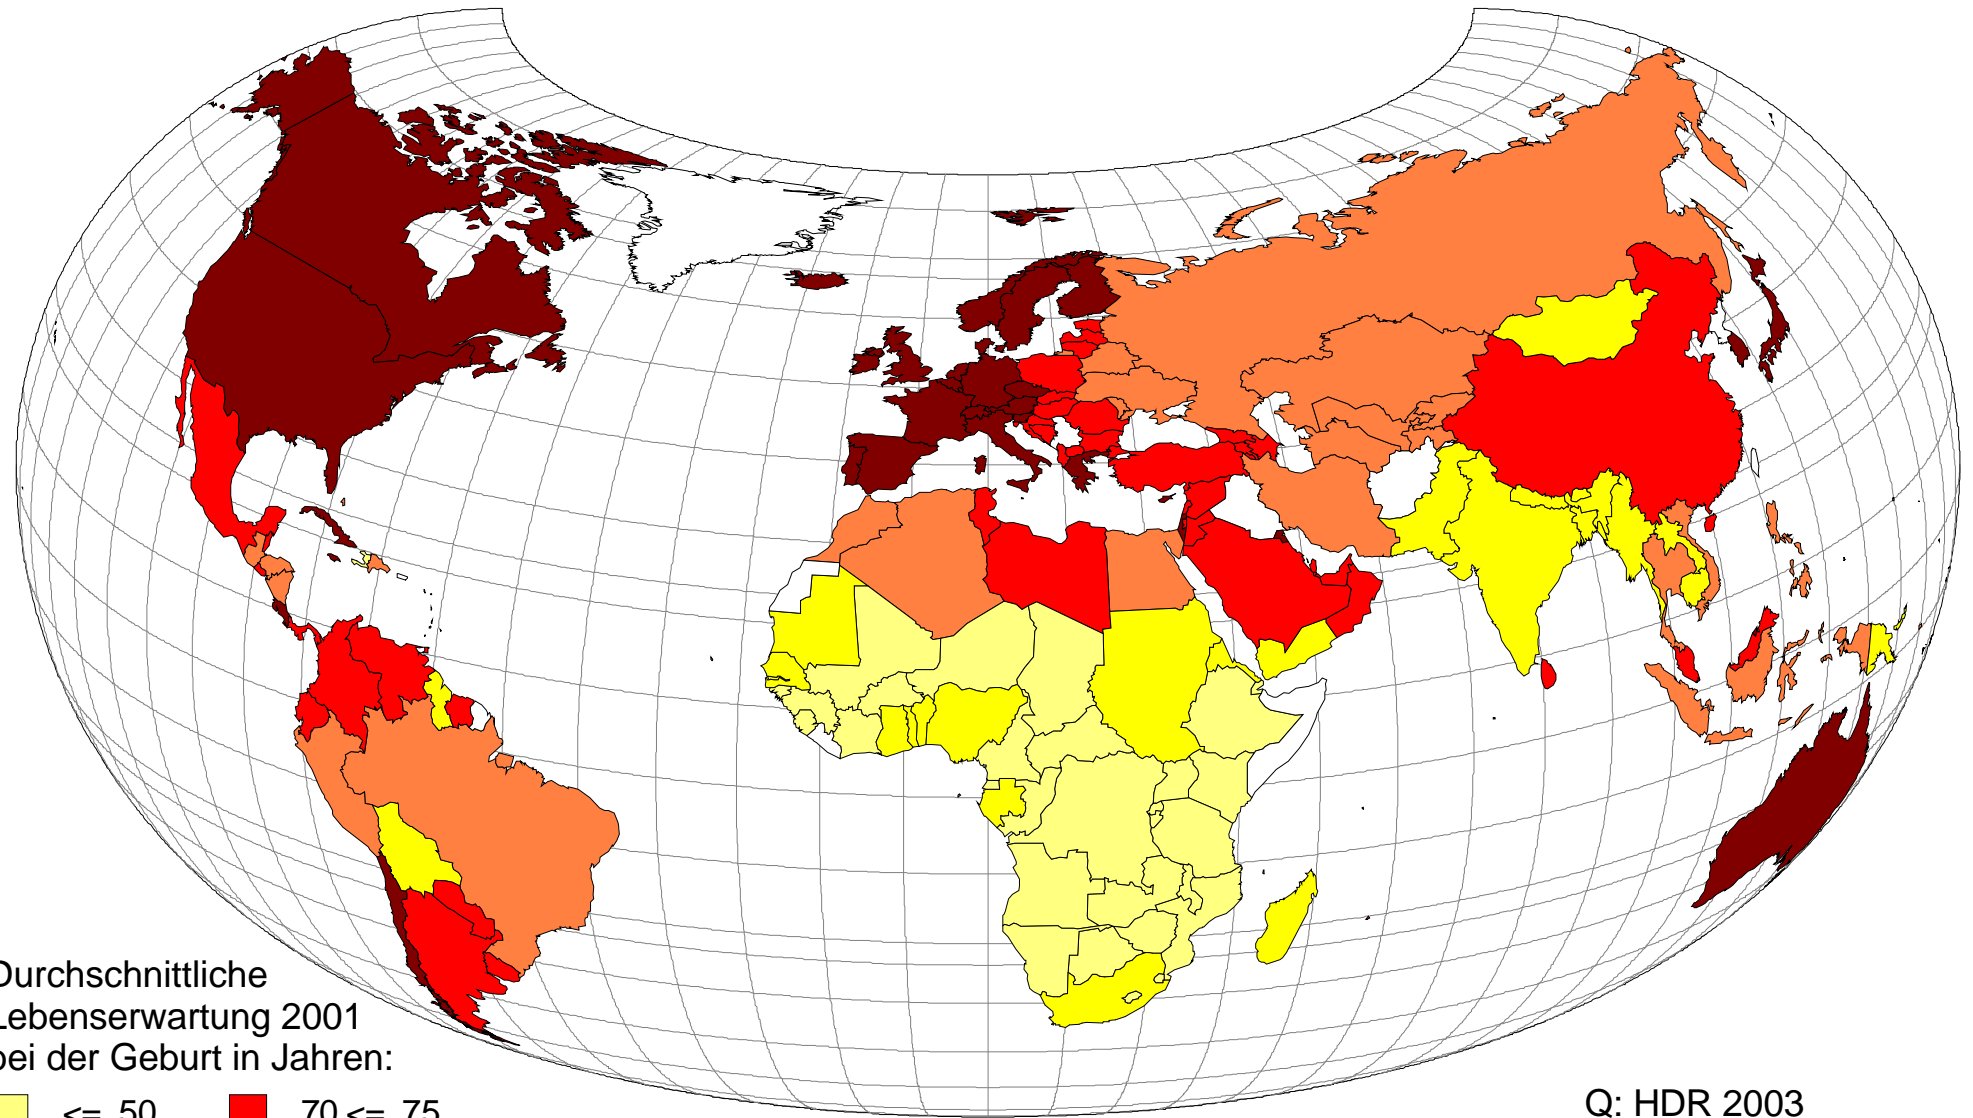 Durchschnittliche
Lebenserwartung 2001
bei der Geburt in Jahren:
<= 50 70 <= 75
Q: HDR 2003